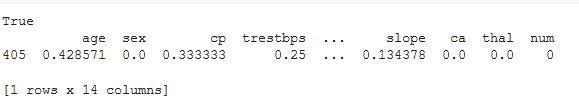 True
age sex cp trestbps ... slope ca thal num
405 0.428571 0.0 0.333333 0.25 ... 0.134378 0.0 0.0 0
[1 rows x 14 columns]